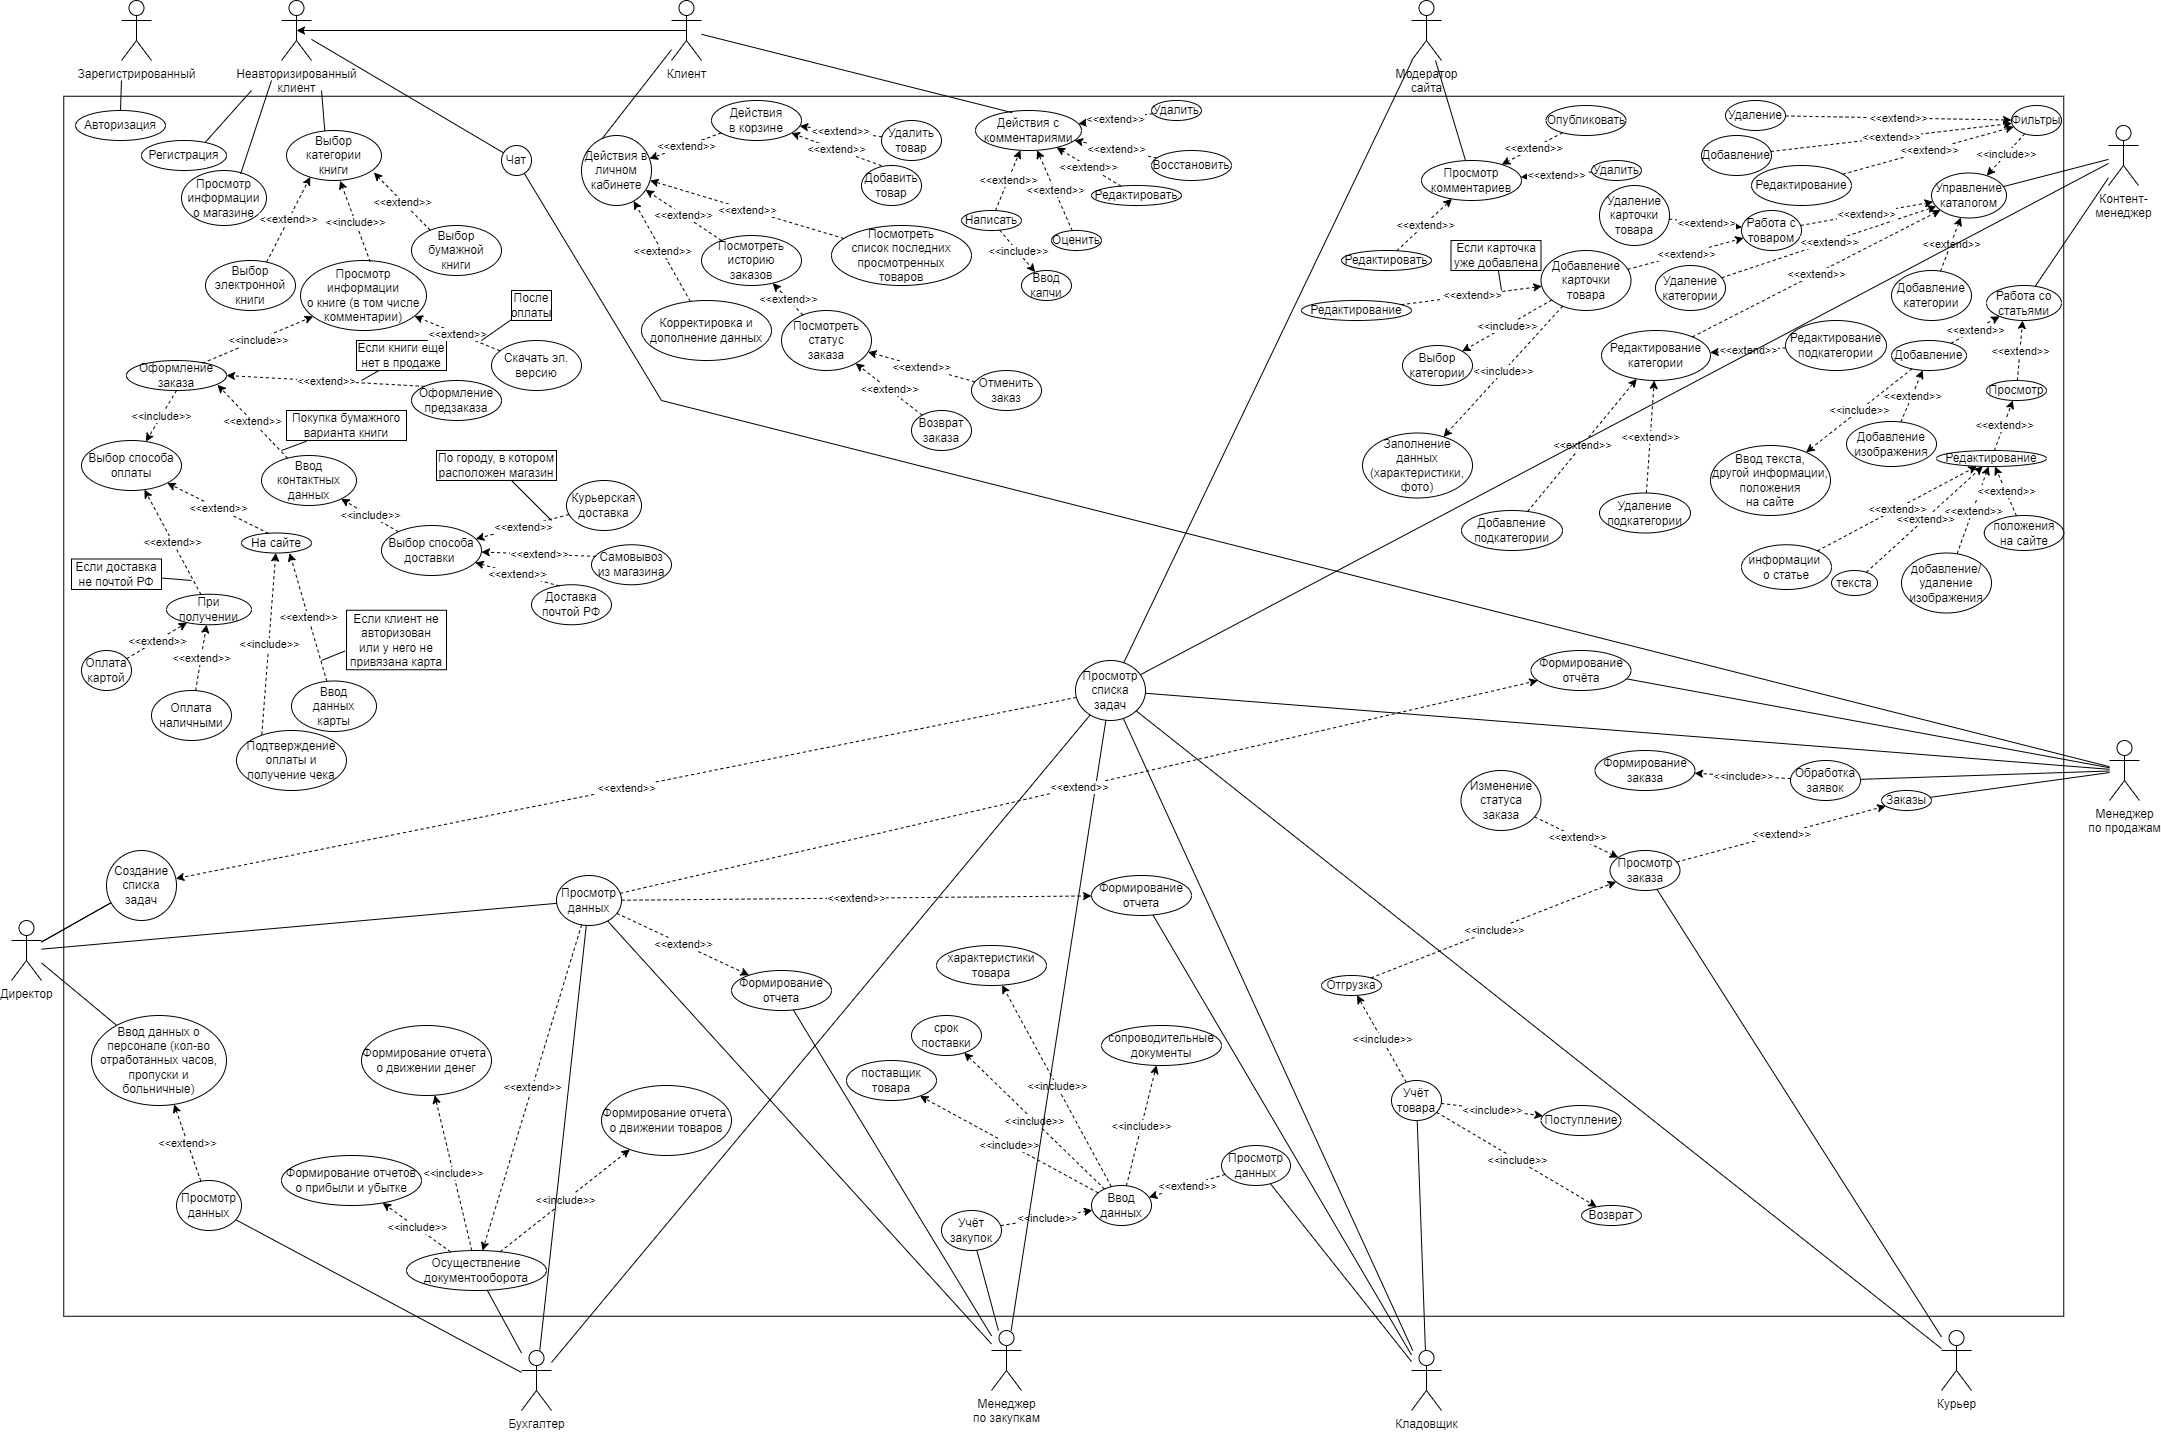 Зарегистрированный
Неавторизированный
клиент
Клиент
Модератор
сайта
Контент-
менеджер
Авторизация
Регистрация
Просмотр
информации
о магазине
Выбор
категории
книги
Чат
<<extend>>
<<include>>
<<extend>>
Выбор
электронной
книги
Просмотр
информации
о книге (в том числе
комментарии)
Выбор
бумажной
книги
После
оплаты
<<extend>>
Скачать эл.
версию
<<include>>
Если книги еще
нет в продаже
Оформление
заказа
<<extend>>
Оформление
предзаказа
<<include>>
<<extend>>
Покупка бумажного
варианта книги
Выбор способа
оплаты
Ввод
контактных
данных
По городу, в котором
расположен магазин
<<extend>>
<<include>>
Курьерская
доставка
<<extend>>
Выбор способа
доставки
<<extend>>
Самовывоз
из магазина
<<extend>>
Доставка
почтой РФ
<<extend>>
На сайте
Если доставка
не почтой РФ
При
получении
<<extend>>
<<extend>>
<<include>>
<<extend>>
Если клиент не
авторизован
или у него не
привязана карта
Оплата
картой
Оплата
наличными
Ввод
данных
карты
Подтверждение
оплаты и
получение чека
Действия
в корзине
<<extend>>
Удалить
товар
<<extend>>
<<extend>>
Добавить
товар
Действия в
личном
кабинете
<<extend>>
<<extend>>
<<extend>>
Посмотреть
историю
заказов
Посмотреть
список последних
просмотренных
товаров
Корректировка и
дополнение данных
<<extend>>
Посмотреть
статус
заказа
<<extend>>
Отменить
заказ
<<extend>>
Возврат
заказа
Действия с
комментариями
<<extend>>
Удалить
<<extend>>
Восстановить
<<extend>>
Редактировать
<<extend>>
<<extend>>
Написать
Оценить
<<include>>
Ввод
капчи
Опубликовать
<<extend>>
Просмотр
комментариев
<<extend>>
Удалить
<<extend>>
Редактировать
Удаление
<<extend>>
Фильтры
Добавление
<<extend>>
<<extend>>
Редактирование
<<include>>
Управление
каталогом
Удаление
карточки
товара
<<extend>>
Работа с
товаром
<<extend>>
<<extend>>
<<extend>>
Если карточка
уже добавлена
Добавление
карточки
товара
<<extend>>
Удаление
категории
<<extend>>
Добавление
категории
Редактирование
<<extend>>
<<include>>
Выбор
категории
<<include>>
Заполнение
данных
(характеристики,
фото)
Редактирование
категории
<<extend>>
Редактирование
подкатегории
<<extend>>
<<extend>>
Добавление
подкатегории
Удаление
подкатегории
Работа со
статьями
<<extend>>
Добавление
<<extend>>
Просмотр
<<include>>
<<extend>>
<<extend>>
Ввод текста,
другой информации,
положения
на сайте
Добавление
изображения
Редактирование
<<extend>>
<<extend>>
<<extend>>
<<extend>>
информации
о статье
текста
добавление/
удаление
изображения
положения
на сайте
Просмотр
списка
задач
Формирование
отчёта
<<extend>>
<<extend>>
Формирование
заказа
<<include>>
Обработка
заявок
Заказы
Менеджер
по продажам
Изменение
статуса
заказа
<<extend>>
<<extend>>
Просмотр
заказа
Создание
списка
задач
Директор
Просмотр
данных
<<extend>>
Формирование
отчета
<<extend>>
Формирование
отчета
Ввод данных о
персонале (кол-во
отработанных часов,
пропуски и
больничные)
<<extend>>
Просмотр
данных
Формирование отчета
о движении денег
<<extend>>
Формирование отчета
о движении товаров
Формирование отчетов
о прибыли и убытке
<<include>>
<<include>>
<<include>>
Осуществление
документооборота
характеристики
товара
срок
поставки
сопроводительные
документы
поставщик
товара
<<include>>
<<include>>
<<include>>
<<include>>
Ввод
данных
<<extend>>
Просмотр
данных
Учёт
закупок
<<include>>
<<include>>
Отгрузка
<<include>>
Учёт
товара
<<include>>
Поступление
<<include>>
Возврат
Бухгалтер
Менеджер
по закупкам
Кладовщик
Курьер